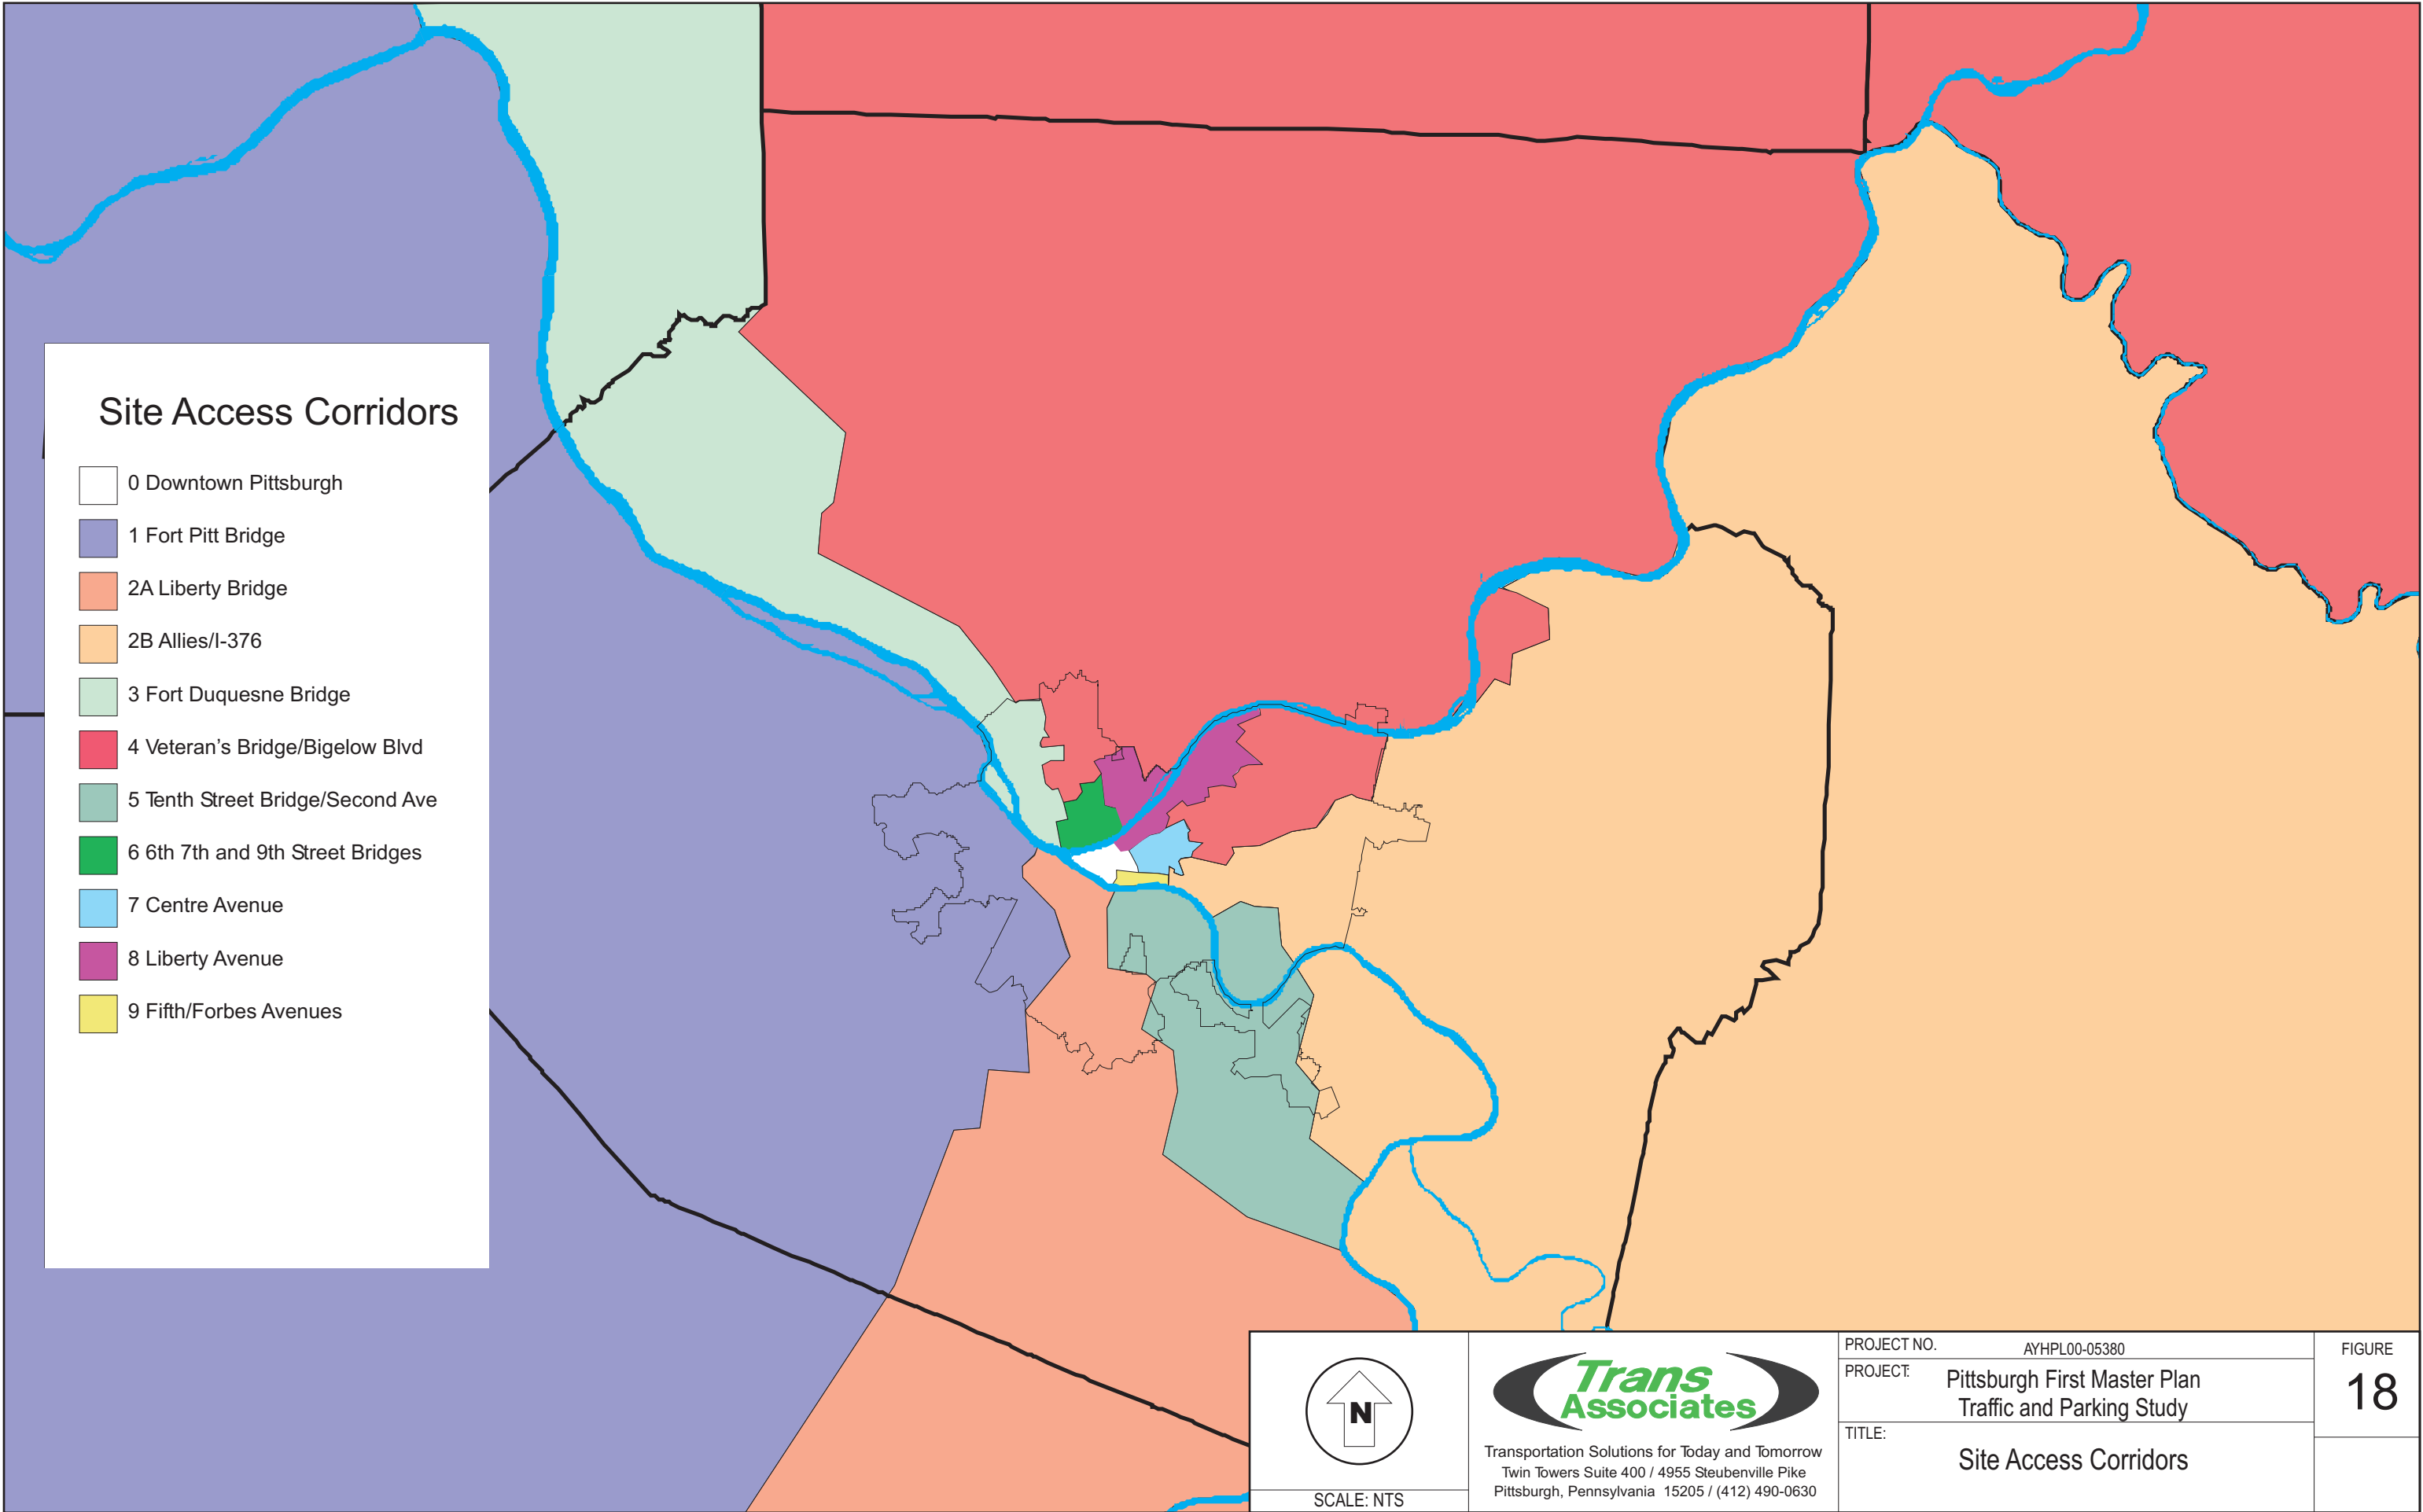 Site Access Corridors
0 Downtown Pittsburgh
1 Fort Pitt Bridge
2A Liberty Bridge
2B Allies/I-376
3 Fort Duquesne Bridge
4 Veteran's Bridge/Bigelow Blvd
5 Tenth Street Bridge/Second Ave
6 6th 7th and 9th Street Bridges
7 Centre Avenue
8 Liberty Avenue
9 Fifth/Forbes Avenues
N
SCALE: NTS
Trans
Associates
Transportation Solutions for Today and Tomorrow
Twin Towers Suite 400 / 4955 Steubenville Pike
Pittsburgh, Pennsylvania 15205 / (412) 490-0630
PROJECT NO. AYHPL00-05380
PROJECT: Pittsburgh First Master Plan
Traffic and Parking Study
TITLE:
Site Access Corridors
FIGURE
18